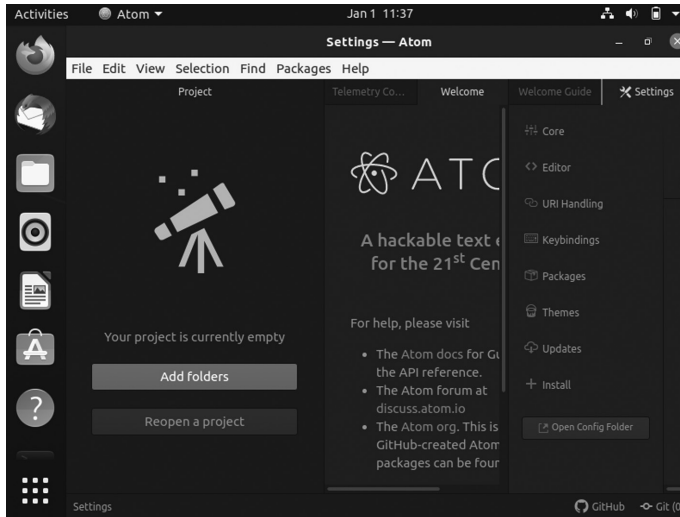 Activities Atom Jan 1 11:37
Settings — Atom
File Edit View Selection Find Packages Help
Project
Telemetry Co... Welcome
Welcome Guide Settings
Your project is currently empty
Add folders
Reopen a project
ATO
A hackable text e
for the 21st Cen
For help, please visit
• The Atom docs for Gu
the API reference.
• The Atom forum at
discuss.atom.io
• The Atom org. This is
GitHub-created Atom
packages can be four
Core
Editor
URI Handling
Keybindings
Packages
Themes
Updates
Install
Open Config Folder
Settings GitHub Git (0